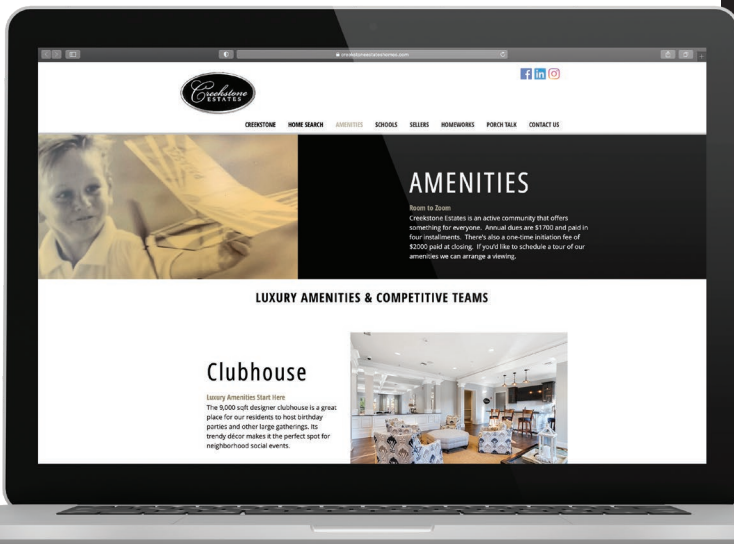 creekstoneestateshomes.com
Creekstone
ESTATES
CREEKSTONE HOME SEARCH AMENITIES SCHOOLS SELLERS HOMEWORKS PORCH TALK CONTACT US
AMENITIES
Room to Zoom
Creekstone Estates is an active community that offers
something for everyone. Annual dues are $1700 and paid in
four installments. There's also a one-time initiation fee of
$2000 paid at closing. If you'd like to schedule a tour of our
amenities we can arrange a viewing.
LUXURY AMENITIES & COMPETITIVE TEAMS
Clubhouse
Luxury Amenities Start Here
The 9,000 sqft designer clubhouse is a great
place for our residents to host birthday
parties and other large gatherings. Its
trendy décor makes it the perfect spot for
neighborhood social events.